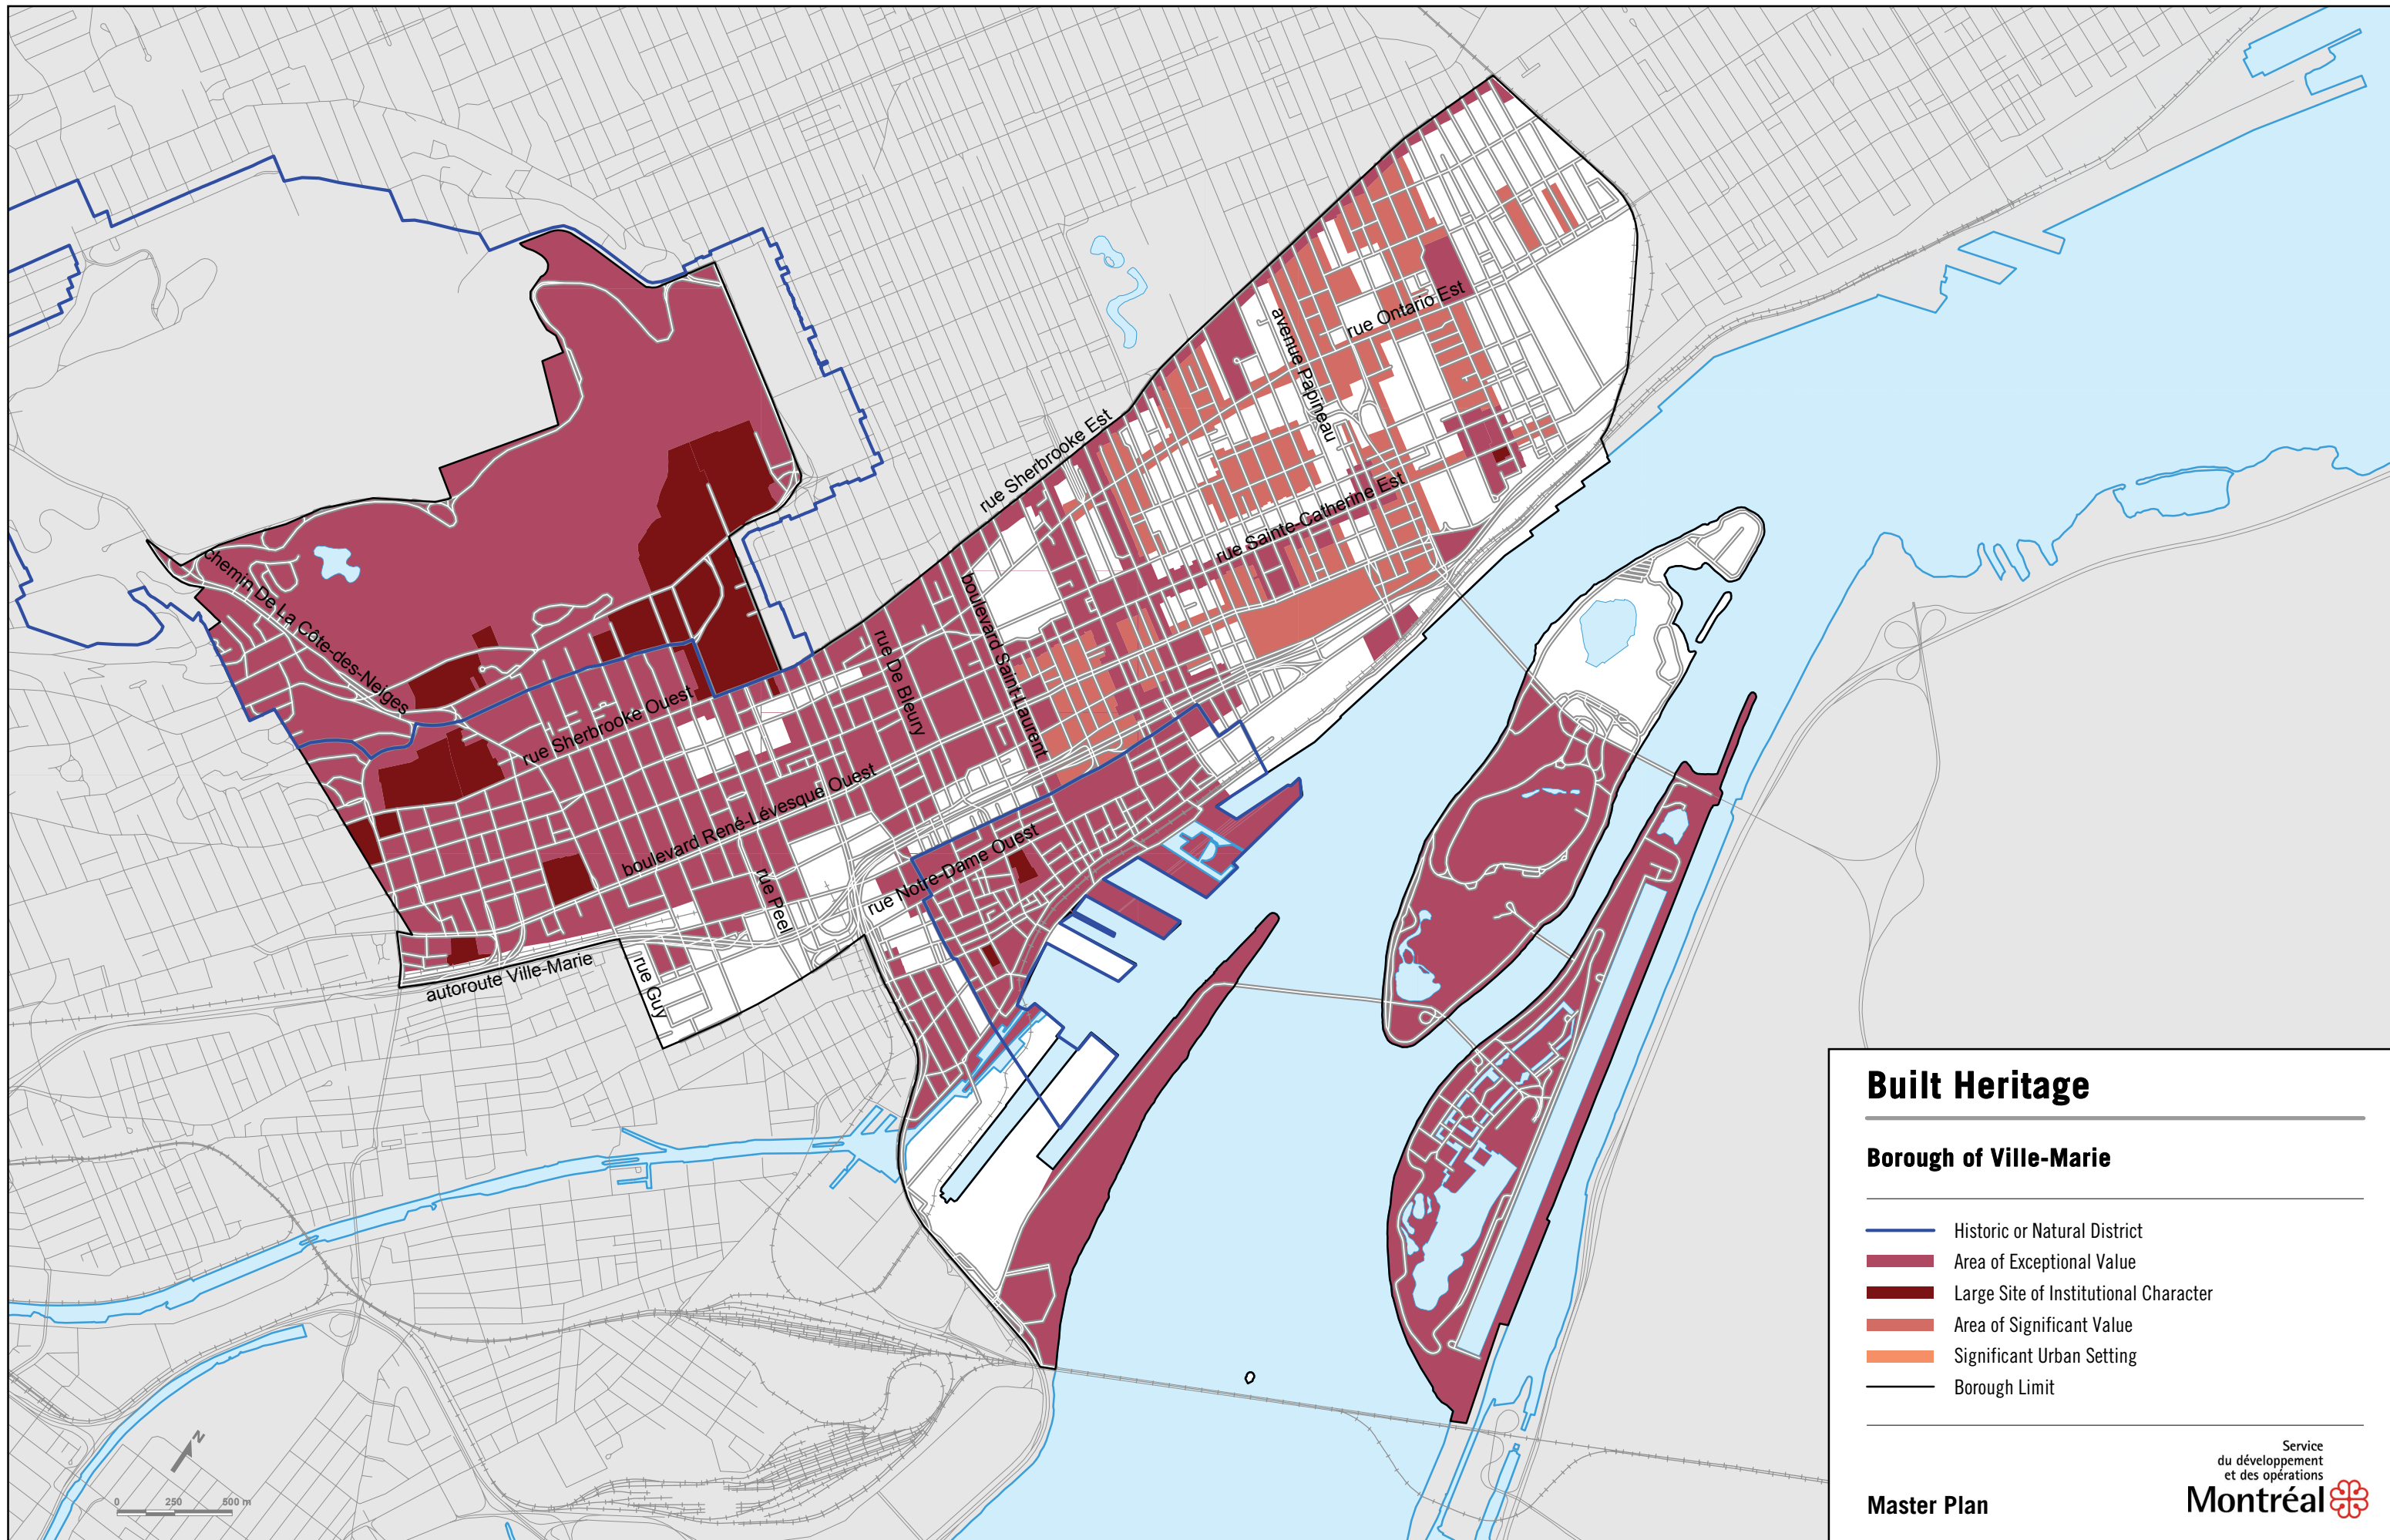 rue Sherbrooke Est
avenue Papineau
rue Ontario Est
rue Sainte-Catherine Est
chemin De La Côte-des-Neiges
boulevard Saint-Laurent
rue De Bleury
rue Sherbrooke Ouest
boulevard René-Lévesque Ouest
rue Notre-Dame Ouest
rue Peel
autoroute Ville-Marie
rue Guy
N
0 250 500 m
Built Heritage
Borough of Ville-Marie
Historic or Natural District
Area of Exceptional Value
Large Site of Institutional Character
Area of Significant Value
Significant Urban Setting
Borough Limit
Service
du développement
et des opérations
Montréal
Master Plan